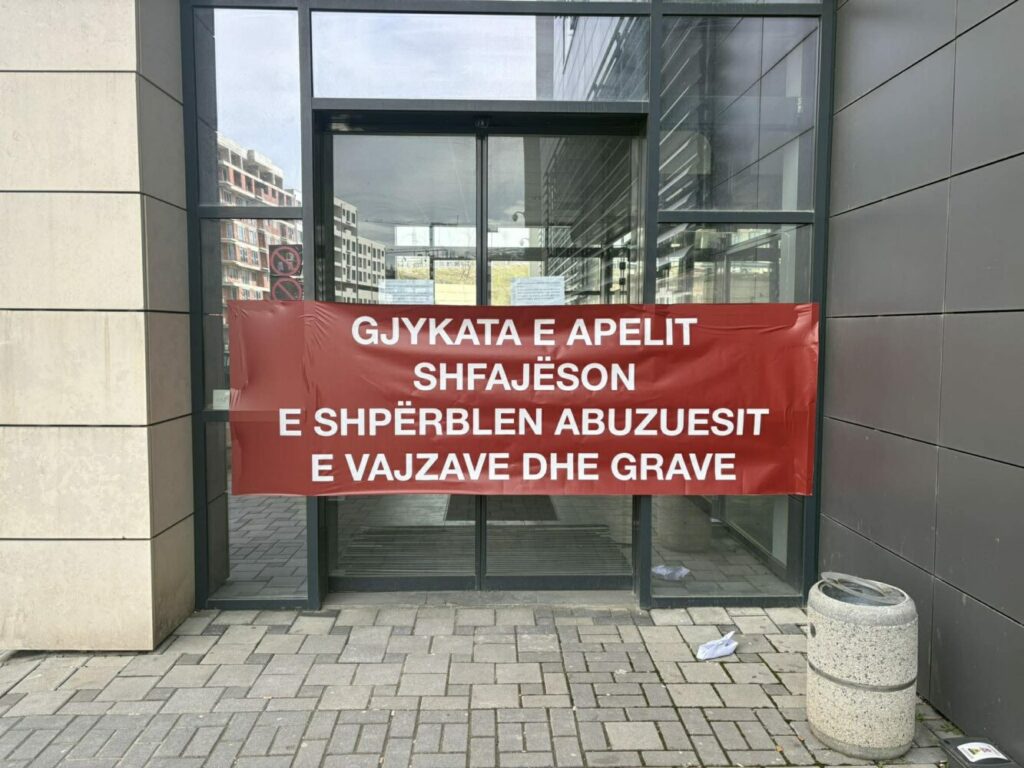 GJYKATA E APELIT
SHFAJËSON
E SHPËRBLEN ABUZUESIT
E VAJZAVE DHE GRAVE